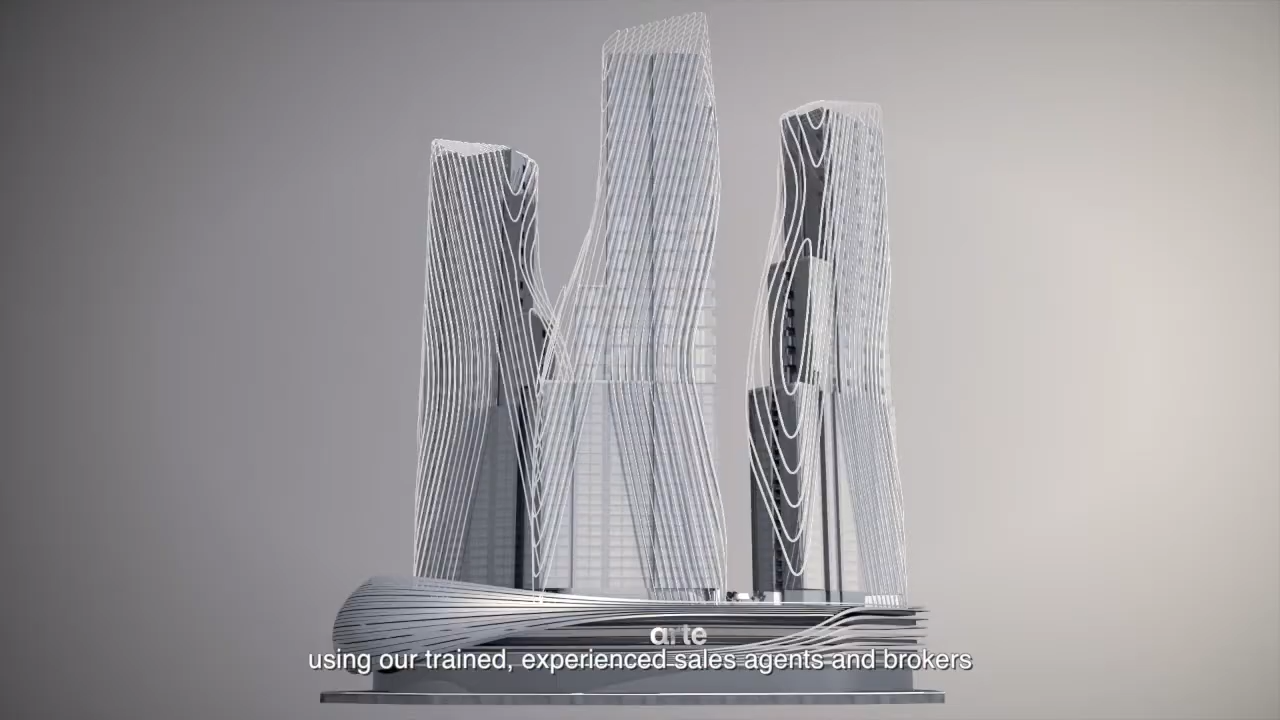 arte
using our trained, experienced sales agents and brokers